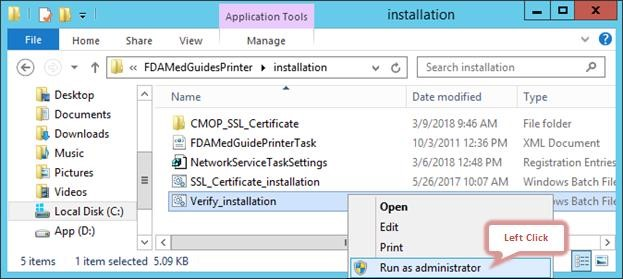 Application Tools
installation
File
Home
Share
View
Manage
« FDAMedGuidesPrinter installation
Search installation
Desktop
Documents
Downloads
Music
Pictures
Videos
Local Disk (C:)
App (D:)
Name
Date modified
Type
CMOP_SSL_Certificate
3/9/2018 9:46 AM
File folder
FDAMedGuidePrinterTask
10/3/2011 12:36 PM
XML Document
NetworkServiceTaskSettings
3/6/2018 12:48 PM
Registration Entries
SSL_Certificate_installation
5/26/2017 10:07 AM
Windows Batch File
Verify_installation
Windows Batch File
Open
Edit
Print
Run as administrator
Left Click
5 items
1 item selected 5.09 KB